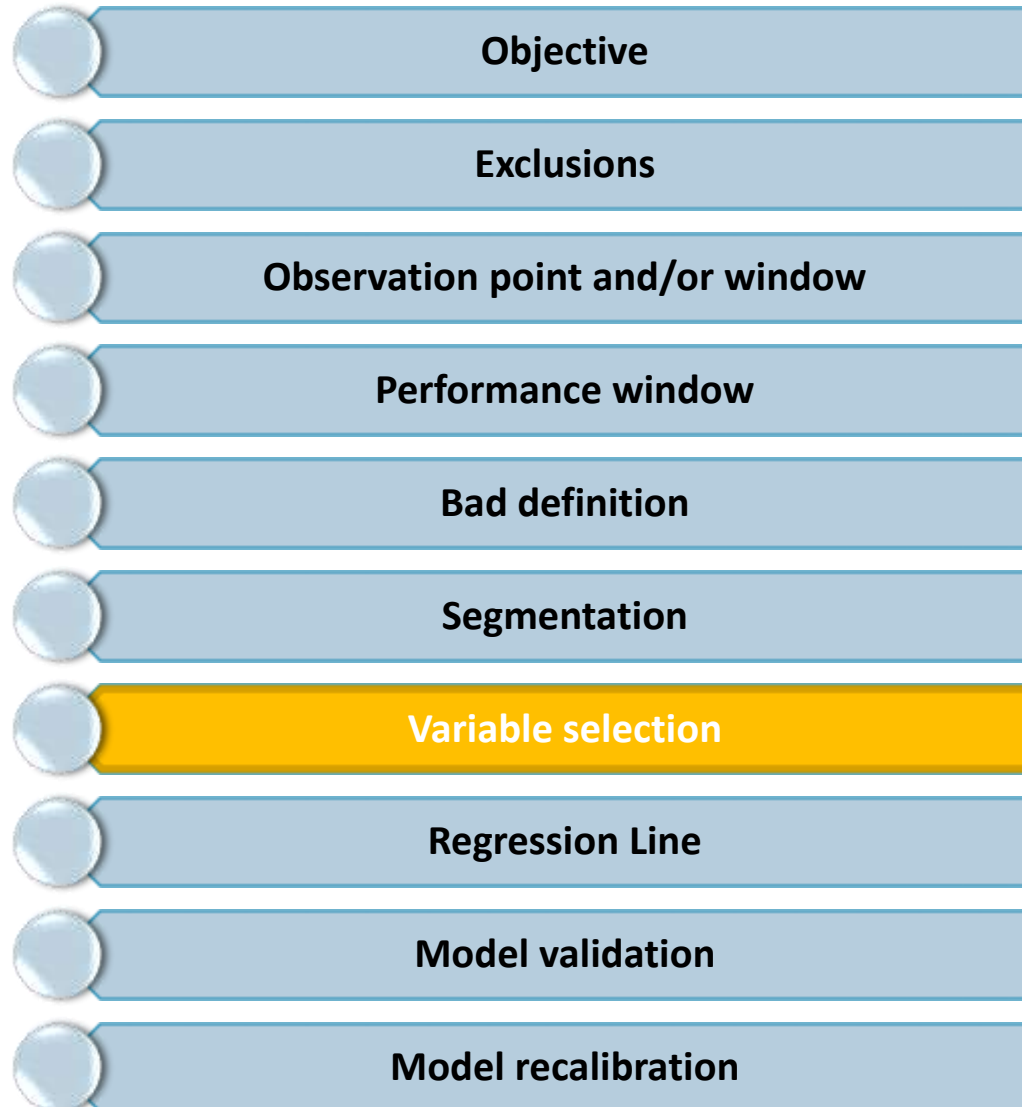 Objective
Exclusions
Observation point and/or window
Performance window
Bad definition
Segmentation
Variable selection
Regression Line
Model validation
Model recalibration